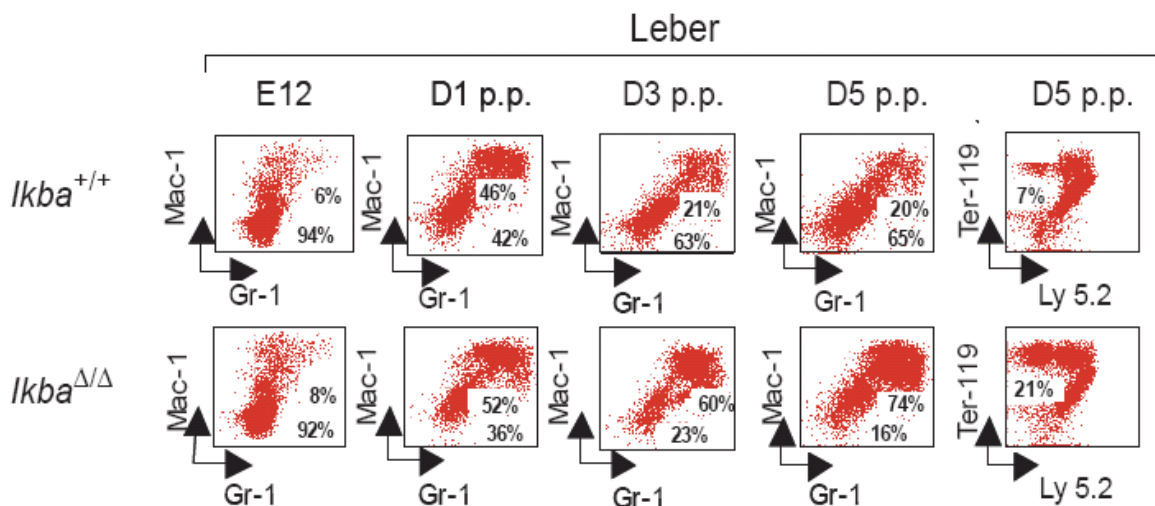 Leber
E12 D1 p.p. D3 p.p. D5 p.p. D5 p.p.
Ikba+/+
Mac-1 6% 94% Gr-1
Mac-1 46% 42% Gr-1
Mac-1 21% 63% Gr-1
Mac-1 20% 65% Gr-1
Ter-119 7% Ly 5.2
IkbaΔ/Δ
Mac-1 8% 92% Gr-1
Mac-1 52% 36% Gr-1
Mac-1 60% 23% Gr-1
Mac-1 74% 16% Gr-1
Ter-119 21% Ly 5.2